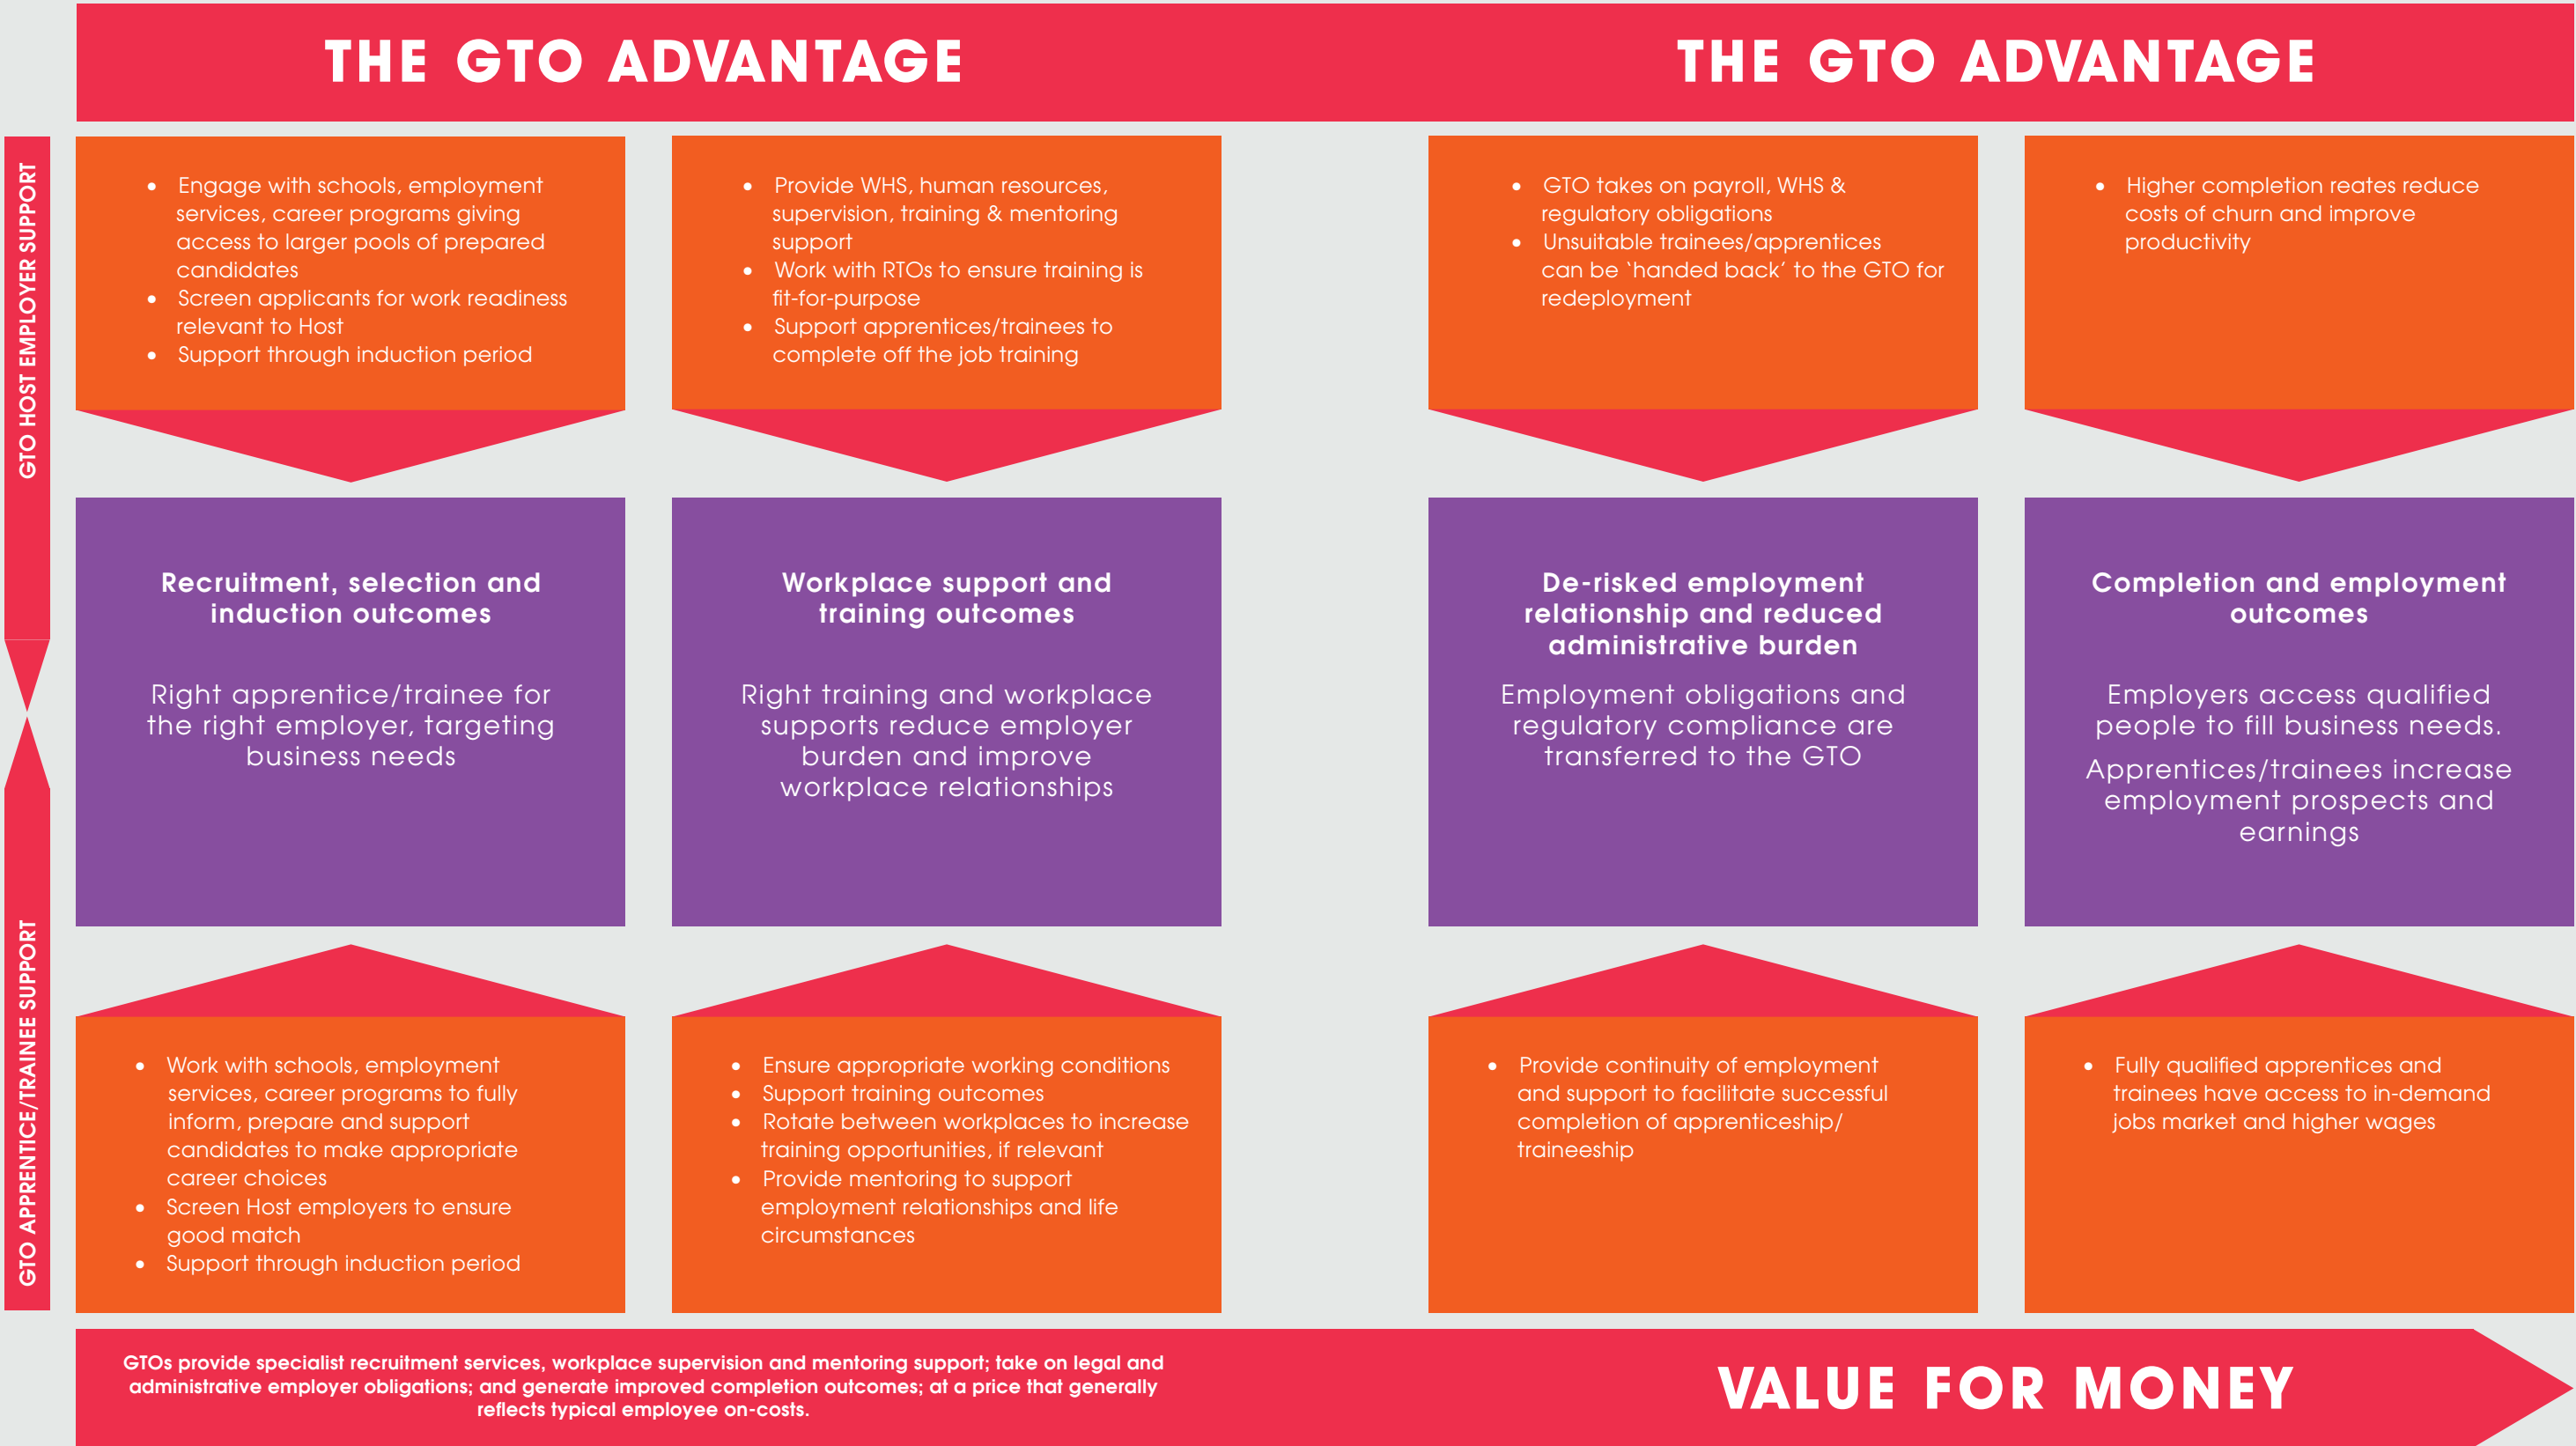 THE GTO ADVANTAGE
THE GTO ADVANTAGE
GTO HOST EMPLOYER SUPPORT
• Engage with schools, employment
services, career programs giving
access to larger pools of prepared
candidates
• Screen applicants for work readiness
relevant to Host
• Support through induction period
• Provide WHS, human resources,
supervision, training & mentoring
support
• Work with RTOs to ensure training is
fit-for-purpose
• Support apprentices/trainees to
complete off the job training
• GTO takes on payroll, WHS &
regulatory obligations
• Unsuitable trainees/apprentices
can be ‘handed back’ to the GTO for
redeployment
• Higher completion reates reduce
costs of churn and improve
productivity
Recruitment, selection and
induction outcomes
Right apprentice/trainee for
the right employer, targeting
business needs
Workplace support and
training outcomes
Right training and workplace
supports reduce employer
burden and improve
workplace relationships
De-risked employment
relationship and reduced
administrative burden
Employment obligations and
regulatory compliance are
transferred to the GTO
Completion and employment
outcomes
Employers access qualified
people to fill business needs.
Apprentices/trainees increase
employment prospects and
earnings
GTO APPRENTICE/TRAINEE SUPPORT
• Work with schools, employment
services, career programs to fully
inform, prepare and support
candidates to make appropriate
career choices
• Screen Host employers to ensure
good match
• Support through induction period
• Ensure appropriate working conditions
• Support training outcomes
• Rotate between workplaces to increase
training opportunities, if relevant
• Provide mentoring to support
employment relationships and life
circumstances
• Provide continuity of employment
and support to facilitate successful
completion of apprenticeship/
traineeship
• Fully qualified apprentices and
trainees have access to in-demand
jobs market and higher wages
GTOs provide specialist recruitment services, workplace supervision and mentoring support; take on legal and
administrative employer obligations; and generate improved completion outcomes; at a price that generally
reflects typical employee on-costs.
VALUE FOR MONEY